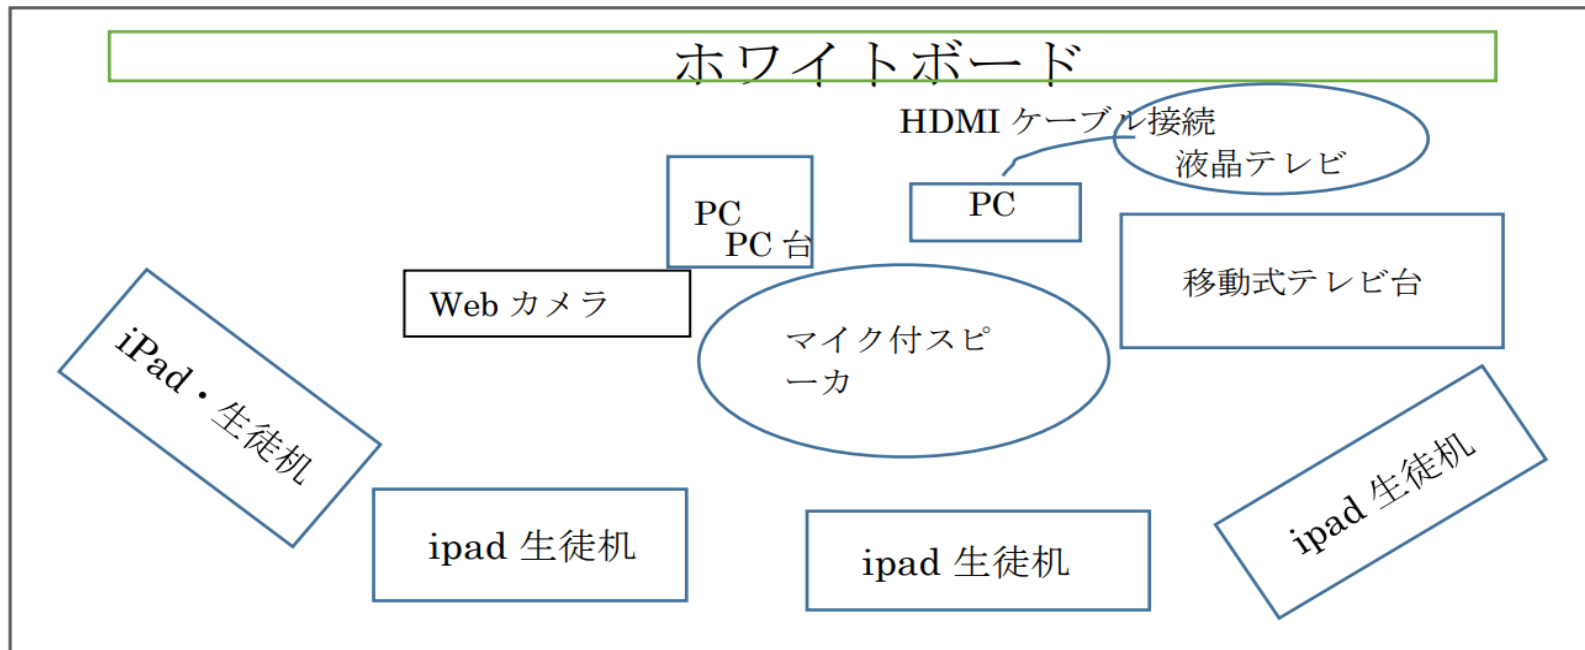 ホワイトボード
HDMI ケーブル接続
液晶テレビ
PC
PC 台
PC
移動式テレビ台
Web カメラ
マイク付スピ
ーカ
iPad・生徒机
ipad 生徒机
ipad 生徒机
ipad 生徒机